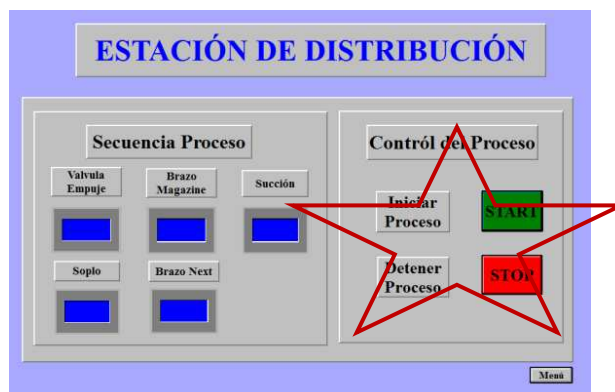 ESTACIÓN DE DISTRIBUCIÓN
Secuencia Proceso
Valvula
Empuje
Brazo
Magazine
Succión
Soplo
Brazo Next
Contról del Proceso
Iniciar
Proceso
START
Detener
Proceso
STOP
Menú